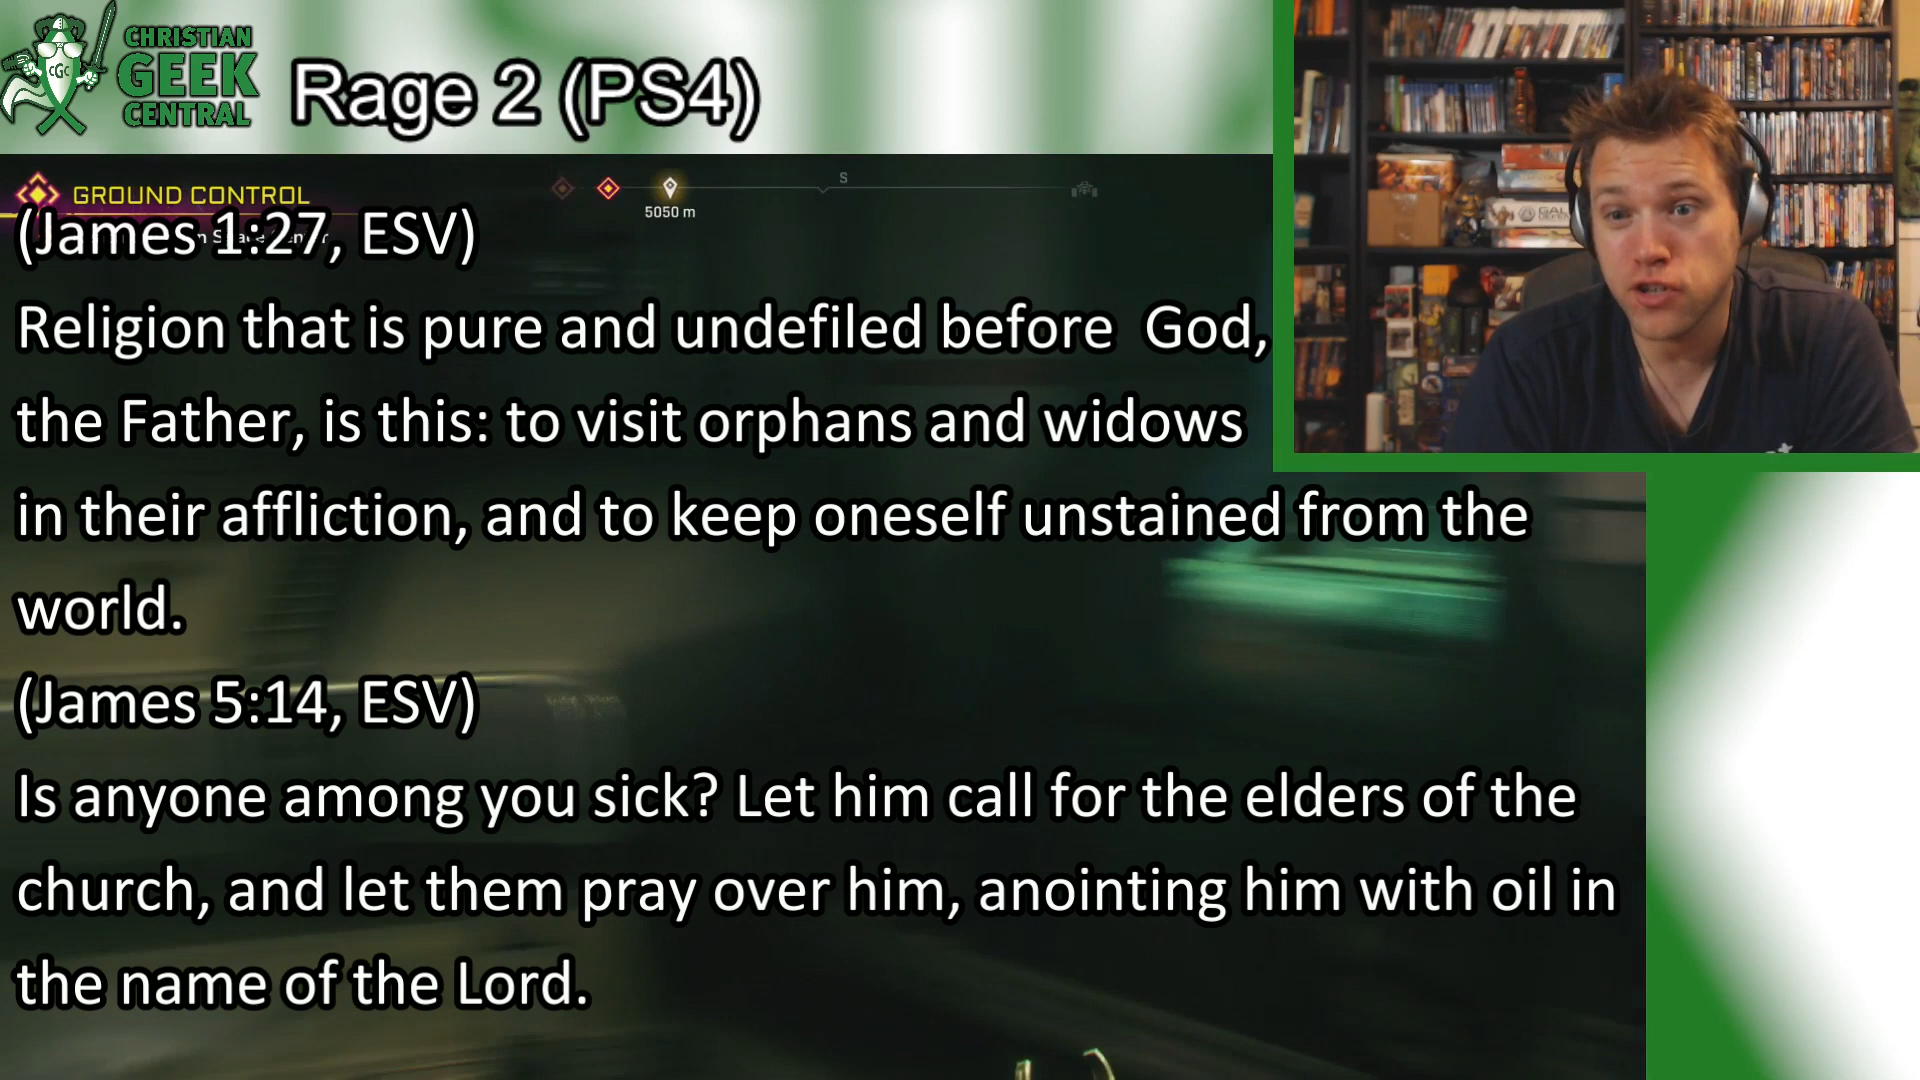 CHRISTIAN
GEEK
CENTRAL
CGC
Rage 2 (PS4)
GROUND CONTROL
S
5050 m
(James 1:27, ESV)
Religion that is pure and undefiled before God,
the Father, is this: to visit orphans and widows
in their affliction, and to keep oneself unstained from the
world.
(James 5:14, ESV)
Is anyone among you sick? Let him call for the elders of the
church, and let them pray over him, anointing him with oil in
the name of the Lord.